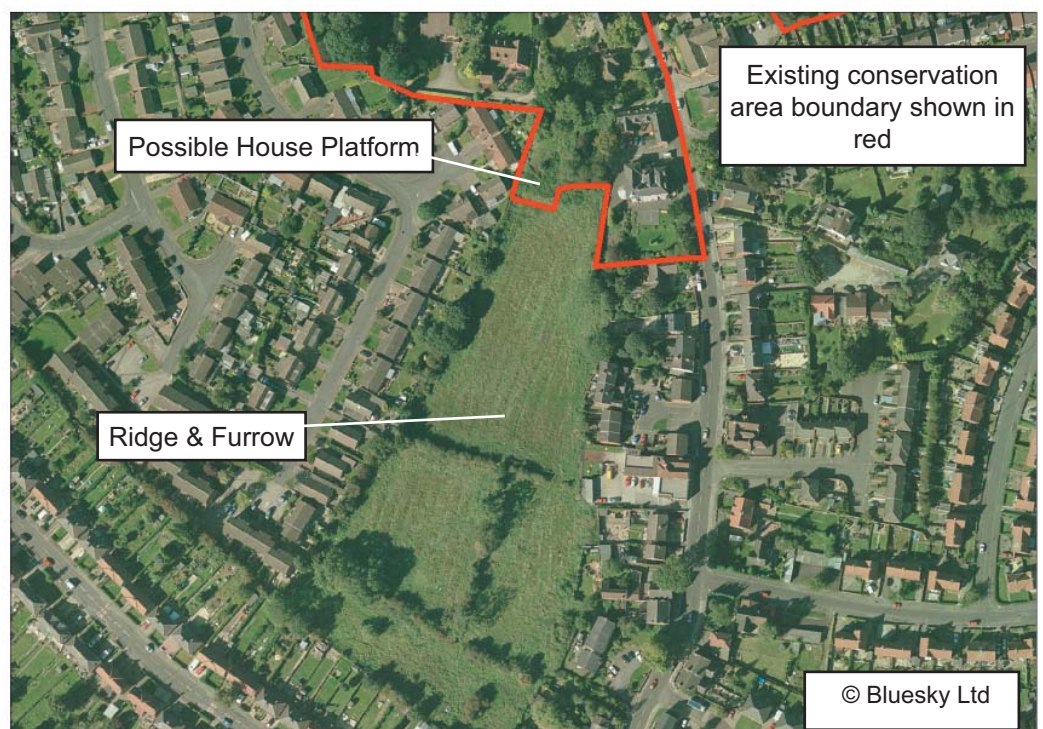 Existing conservation
area boundary shown in
red
Possible House Platform
Ridge & Furrow
© Bluesky Ltd